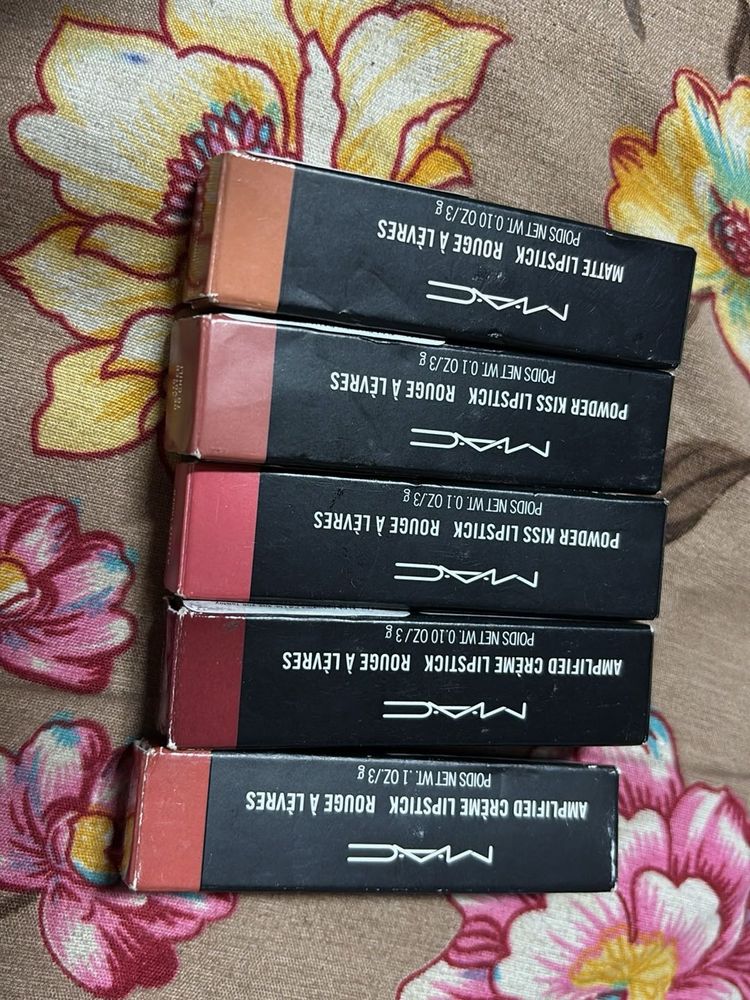 MATTE LIPSTICK ROUGE À LÈVRES
POIDS NET WT. 0.10 OZ./3 g
M·A·C
POWDER KISS LIPSTICK ROUGE À LÈVRES
POIDS NET WT. 0.1 OZ/3 g
M·A·C
POWDER KISS LIPSTICK ROUGE À LÈVRES
POIDS NET WT. 0.1 OZ/3 g
M·A·C
AMPLIFIED CRÈME LIPSTICK ROUGE À LÈVRES
POIDS NET WT. 0.10 OZ./3 g
M·A·C
AMPLIFIED CRÈME LIPSTICK ROUGE À LÈVRES
POIDS NET WT. .1 OZ/3 g
M·A·C